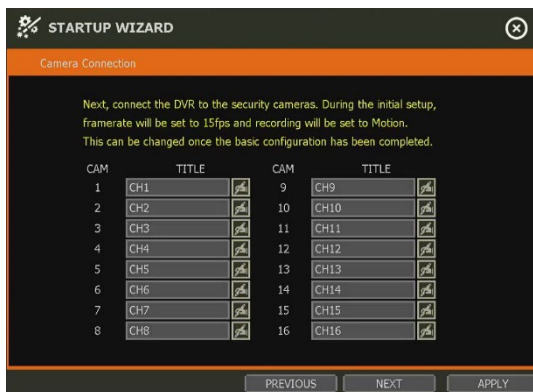 STARTUP WIZARD
Camera Connection
Next, connect the DVR to the security cameras. During the initial setup,
framerate will be set to 15fps and recording will be set to Motion.
This can be changed once the basic configuration has been completed.
CAM TITLE CAM TITLE
1 CH1 9 CH9
2 CH2 10 CH10
3 CH3 11 CH11
4 CH4 12 CH12
5 CH5 13 CH13
6 CH6 14 CH14
7 CH7 15 CH15
8 CH8 16 CH16
PREVIOUS NEXT APPLY